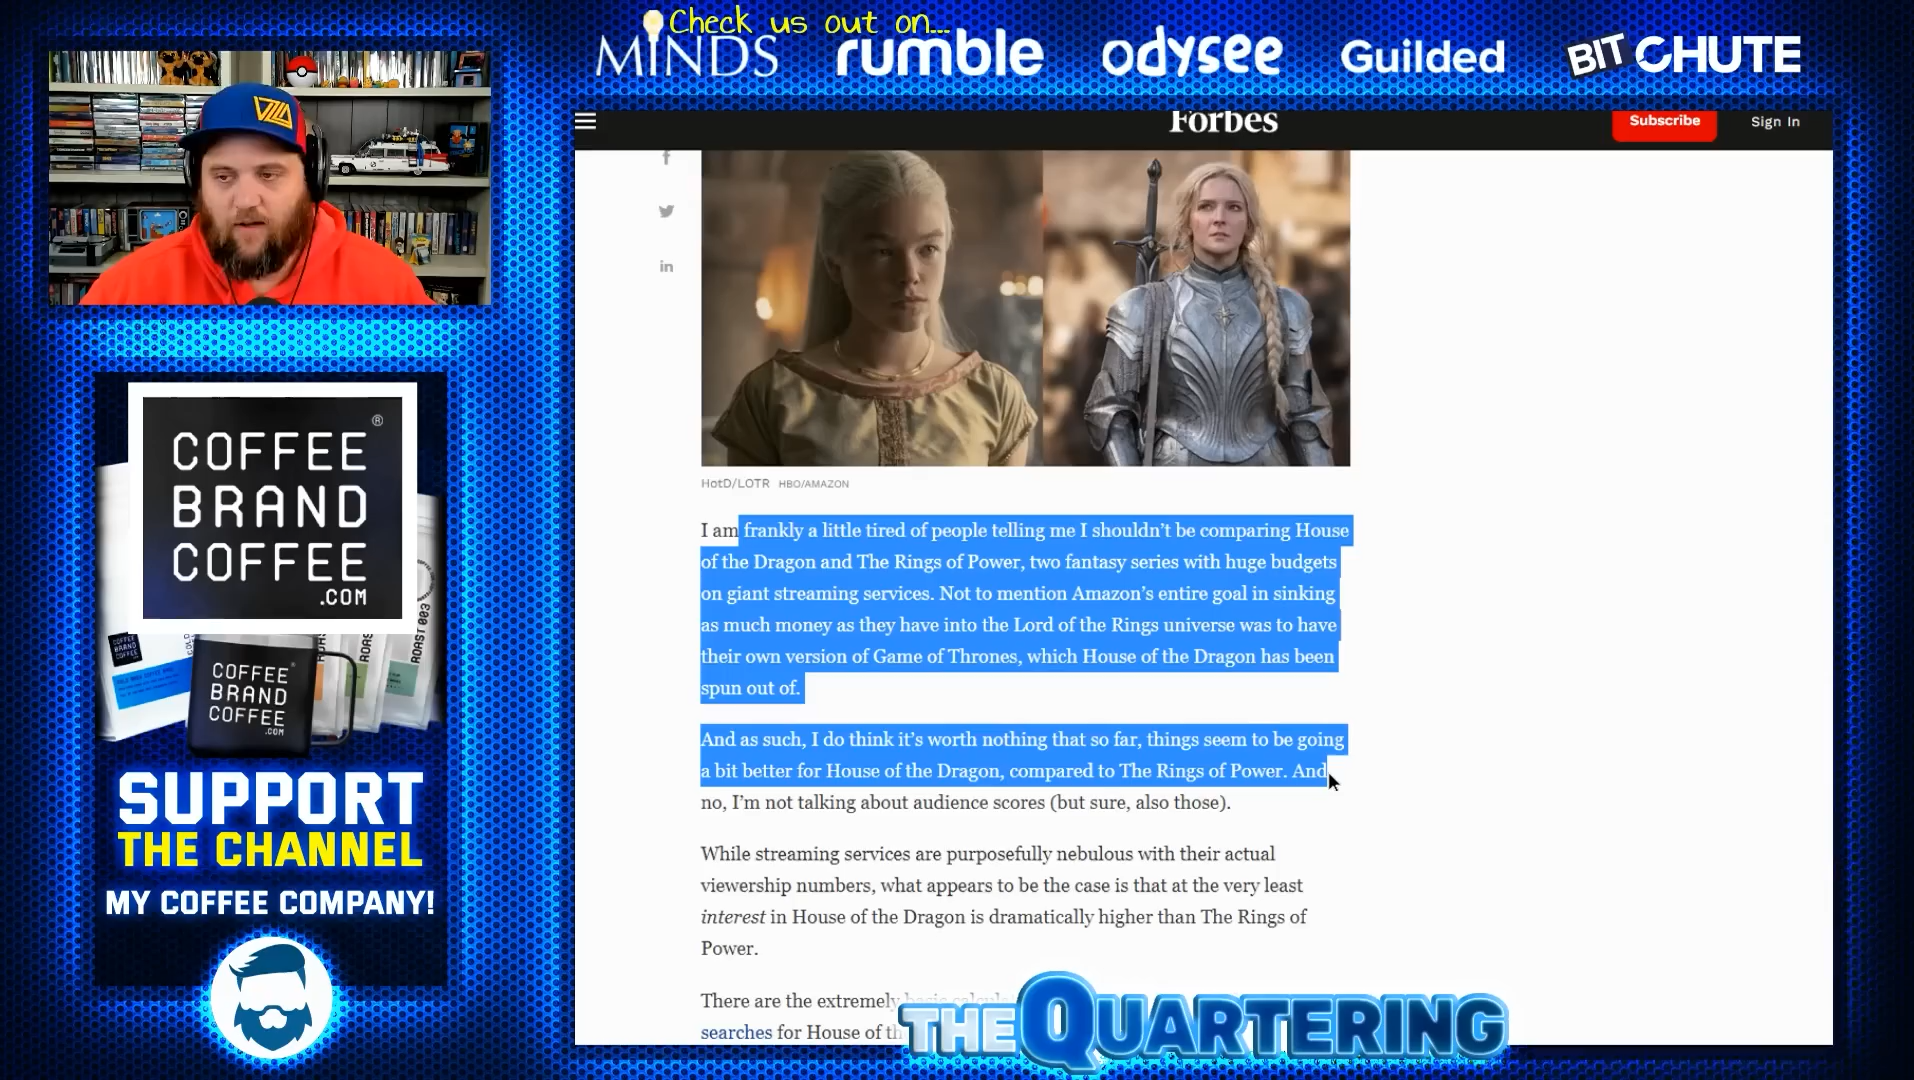 Check us out on...
MINDS
rumble
odysee
Guilded
BIT CHUTE
Forbes
Subscribe
Sign In
HotD/LOTR HBO/AMAZON
I am frankly a little tired of people telling me I shouldn't be comparing House
of the Dragon and The Rings of Power, two fantasy series with huge budgets
on giant streaming services. Not to mention Amazon's entire goal in sinking
as much money as they have into the Lord of the Rings universe was to have
their own version of Game of Thrones, which House of the Dragon has been
spun out of.
And as such, I do think it's worth nothing that so far, things seem to be going
a bit better for House of the Dragon, compared to The Rings of Power. And
no, I'm not talking about audience scores (but sure, also those).
While streaming services are purposefully nebulous with their actual
viewership numbers, what appears to be the case is that at the very least
interest in House of the Dragon is dramatically higher than The Rings of
Power.
There are the extremely
searches for House of
COFFEE
BRAND
COFFEE
.COM
®
ROAST 003
COFFEE
BRAND
COFFEE
.COM
SUPPORT
THE CHANNEL
MY COFFEE COMPANY!
THE QUARTERING